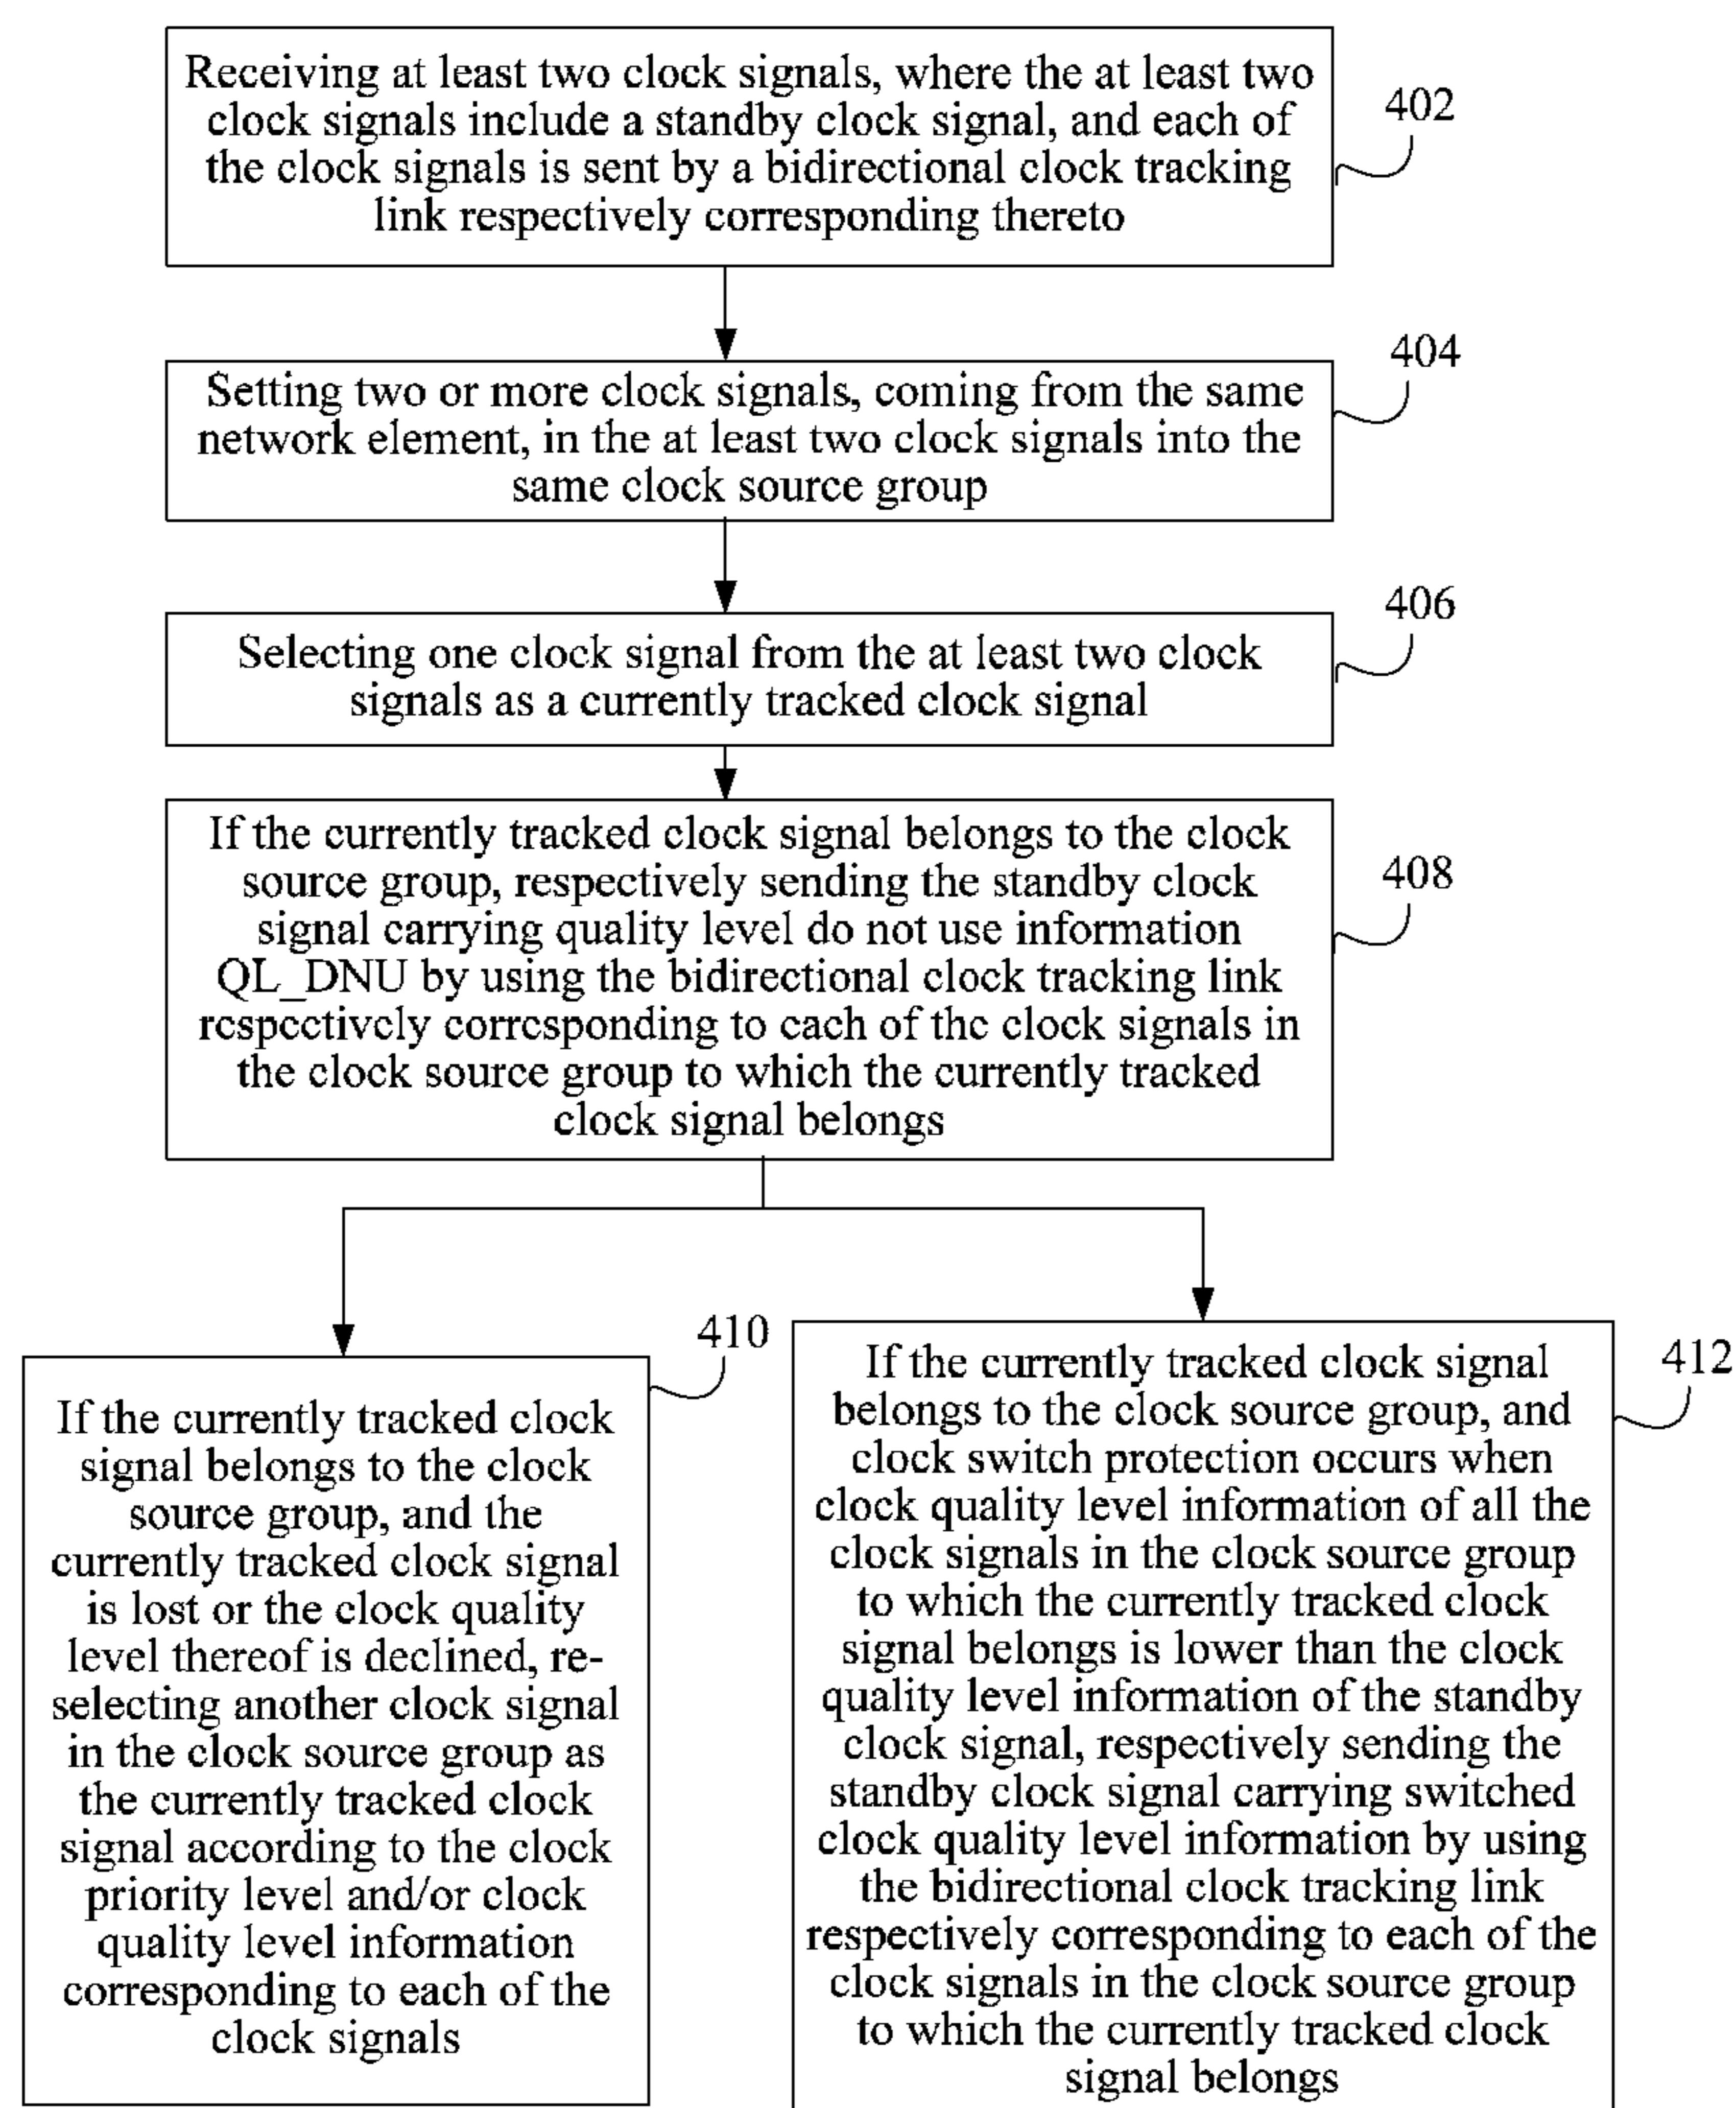 Receiving at least two clock signals, where the at least two
clock signals include a standby clock signal, and each of
the clock signals is sent by a bidirectional clock tracking
link respectively corresponding thereto
402
Setting two or more clock signals, coming from the same
network element, in the at least two clock signals into the
same clock source group
404
Selecting one clock signal from the at least two clock
signals as a currently tracked clock signal
406
If the currently tracked clock signal belongs to the clock
source group, respectively sending the standby clock
signal carrying quality level do not use information
QL_DNU by using the bidirectional clock tracking link
respectively corresponding to each of the clock signals in
the clock source group to which the currently tracked
clock signal belongs
408
If the currently tracked clock
signal belongs to the clock
source group, and the
currently tracked clock signal
is lost or the clock quality
level thereof is declined, re-
selecting another clock signal
in the clock source group as
the currently tracked clock
signal according to the clock
priority level and/or clock
quality level information
corresponding to each of the
clock signals
410
If the currently tracked clock signal
belongs to the clock source group, and
clock switch protection occurs when
clock quality level information of all the
clock signals in the clock source group
to which the currently tracked clock
signal belongs is lower than the clock
quality level information of the standby
clock signal, respectively sending the
standby clock signal carrying switched
clock quality level information by using
the bidirectional clock tracking link
respectively corresponding to each of the
clock signals in the clock source group
to which the currently tracked clock
signal belongs
412